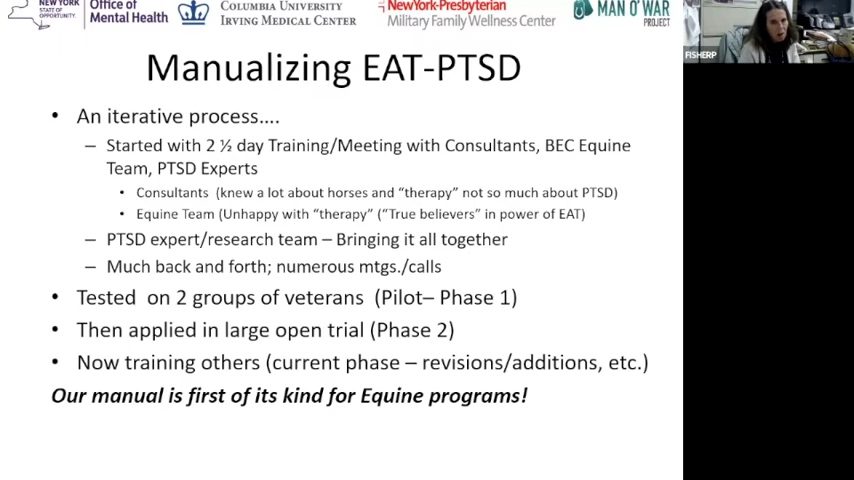 NEW YORK
STATE OF
OPPORTUNITY.
Office of
Mental Health
COLUMBIA UNIVERSITY
IRVING MEDICAL CENTER
NewYork-Presbyterian
Military Family Wellness Center
MAN O' WAR
PROJECT
FISHERP
Manualizing EAT-PTSD
• An iterative process....
– Started with 2 ½ day Training/Meeting with Consultants, BEC Equine
Team, PTSD Experts
• Consultants (knew a lot about horses and “therapy” not so much about PTSD)
• Equine Team (Unhappy with “therapy” (“True believers” in power of EAT)
– PTSD expert/research team – Bringing it all together
– Much back and forth; numerous mtgs./calls
• Tested on 2 groups of veterans (Pilot– Phase 1)
• Then applied in large open trial (Phase 2)
• Now training others (current phase – revisions/additions, etc.)
Our manual is first of its kind for Equine programs!